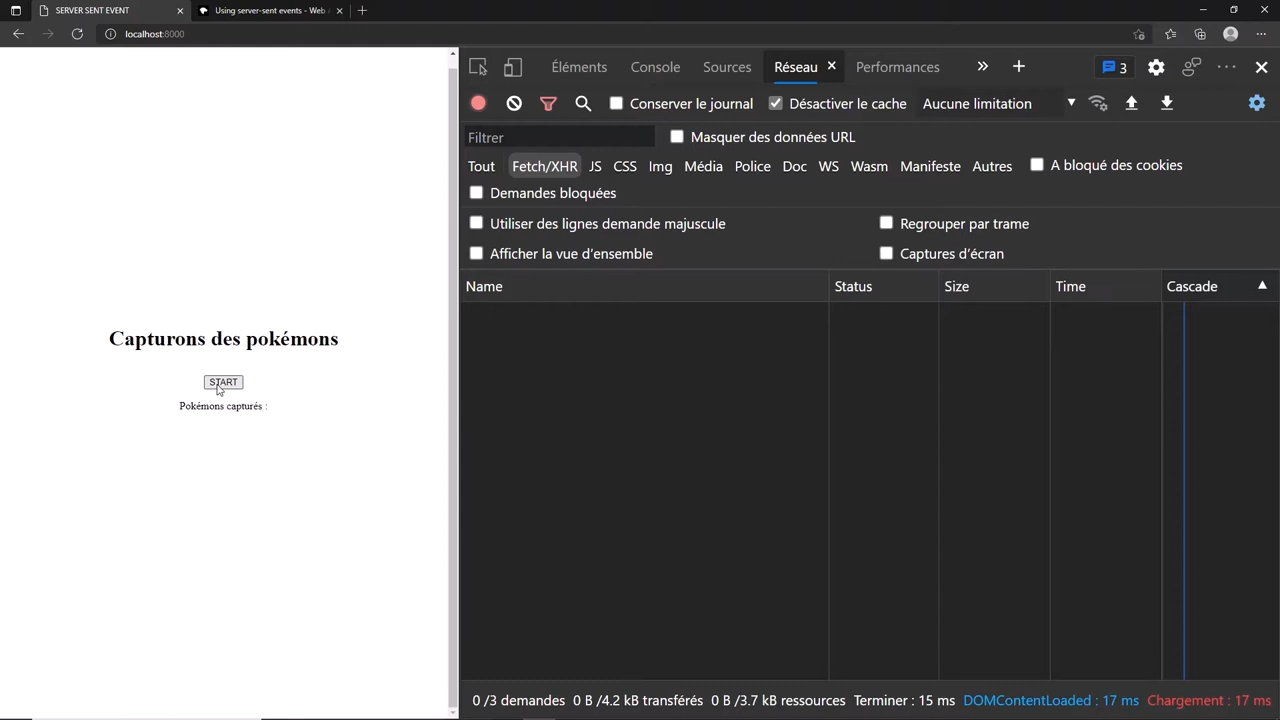 SERVER SENT EVENT
Using server-sent events - Web A
localhost:8000
Éléments Console Sources Réseau Performances
3
Conserver le journal Désactiver le cache Aucune limitation
Filtrer Masquer des données URL
Tout Fetch/XHR JS CSS Img Média Police Doc WS Wasm Manifeste Autres A bloqué des cookies
Demandes bloquées
Utiliser des lignes demande majuscule Regrouper par trame
Afficher la vue d'ensemble Captures d'écran
Name Status Size Time Cascade
Capturons des pokémons
START
Pokémons capturés :
0 /3 demandes 0 B /4.2 kB transférés 0 B /3.7 kB ressources Terminer : 15 ms DOMContentLoaded : 17 ms Chargement : 17 ms